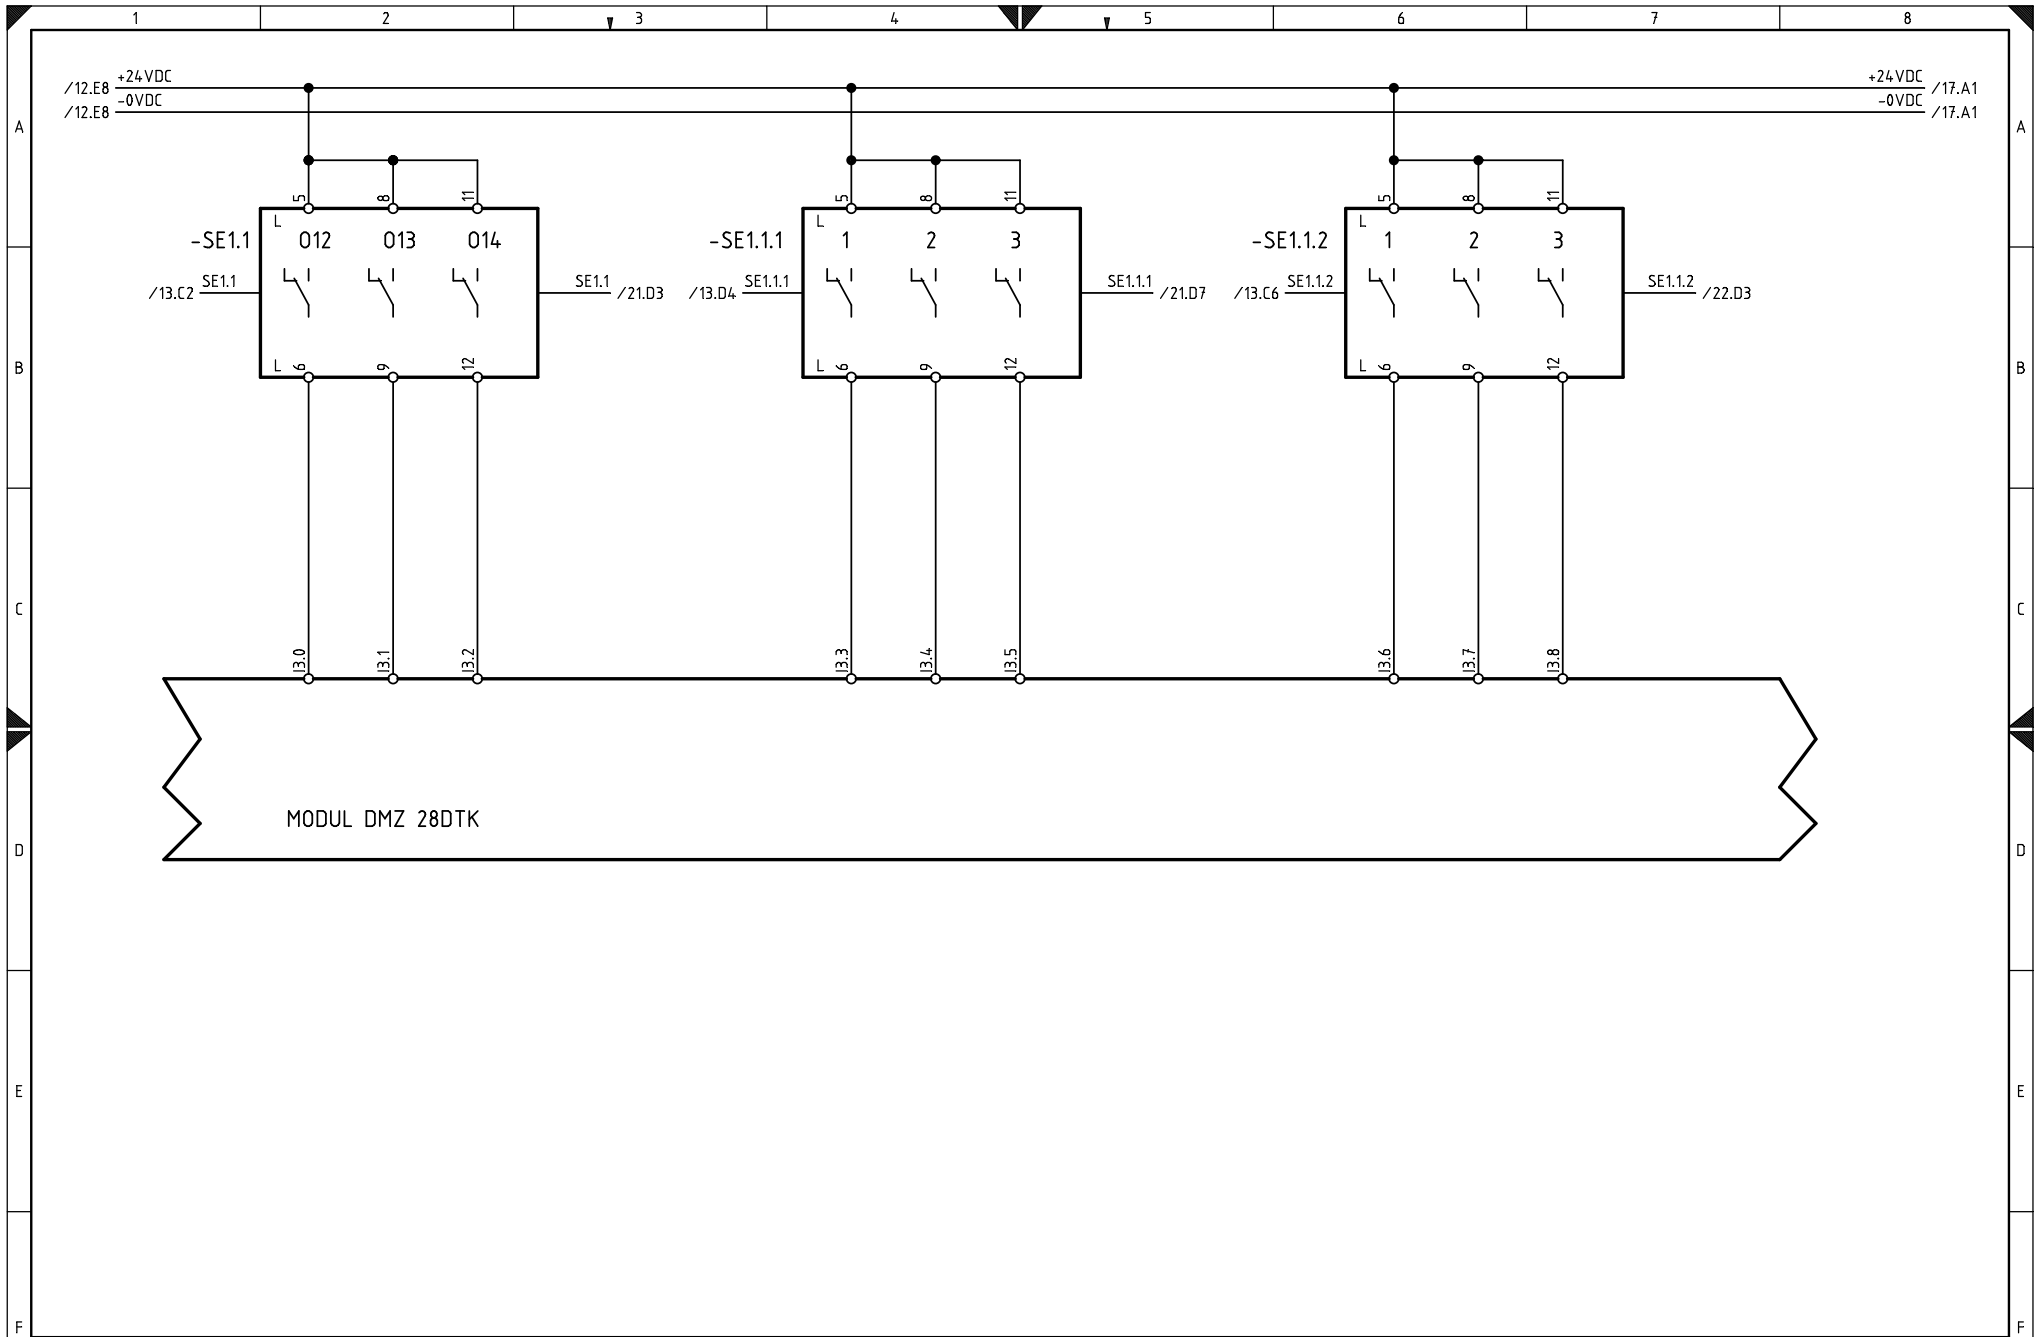 1 2 3 4 5 6 7 8
+24VDC +24VDC
/12.E8 /17.A1
-0VDC -0VDC
/12.E8 /17.A1
A A
5 8 11 5 8 11 5 8 11
L L L
-SE1.1 O12 O13 O14 -SE1.1.1 1 2 3 -SE1.1.2 1 2 3
/13.C2 SE1.1 SE1.1 /21.D3 /13.D4 SE1.1.1 SE1.1.1 /21.D7 /13.C6 SE1.1.2 SE1.1.2 /22.D3
L 6 9 12 L 6 9 12 L 6 9 12
B B
C C
I3.0 I3.1 I3.2 I3.3 I3.4 I3.5 I3.6 I3.7 I3.8
MODUL DMZ 28DTK
D D
E E
F F